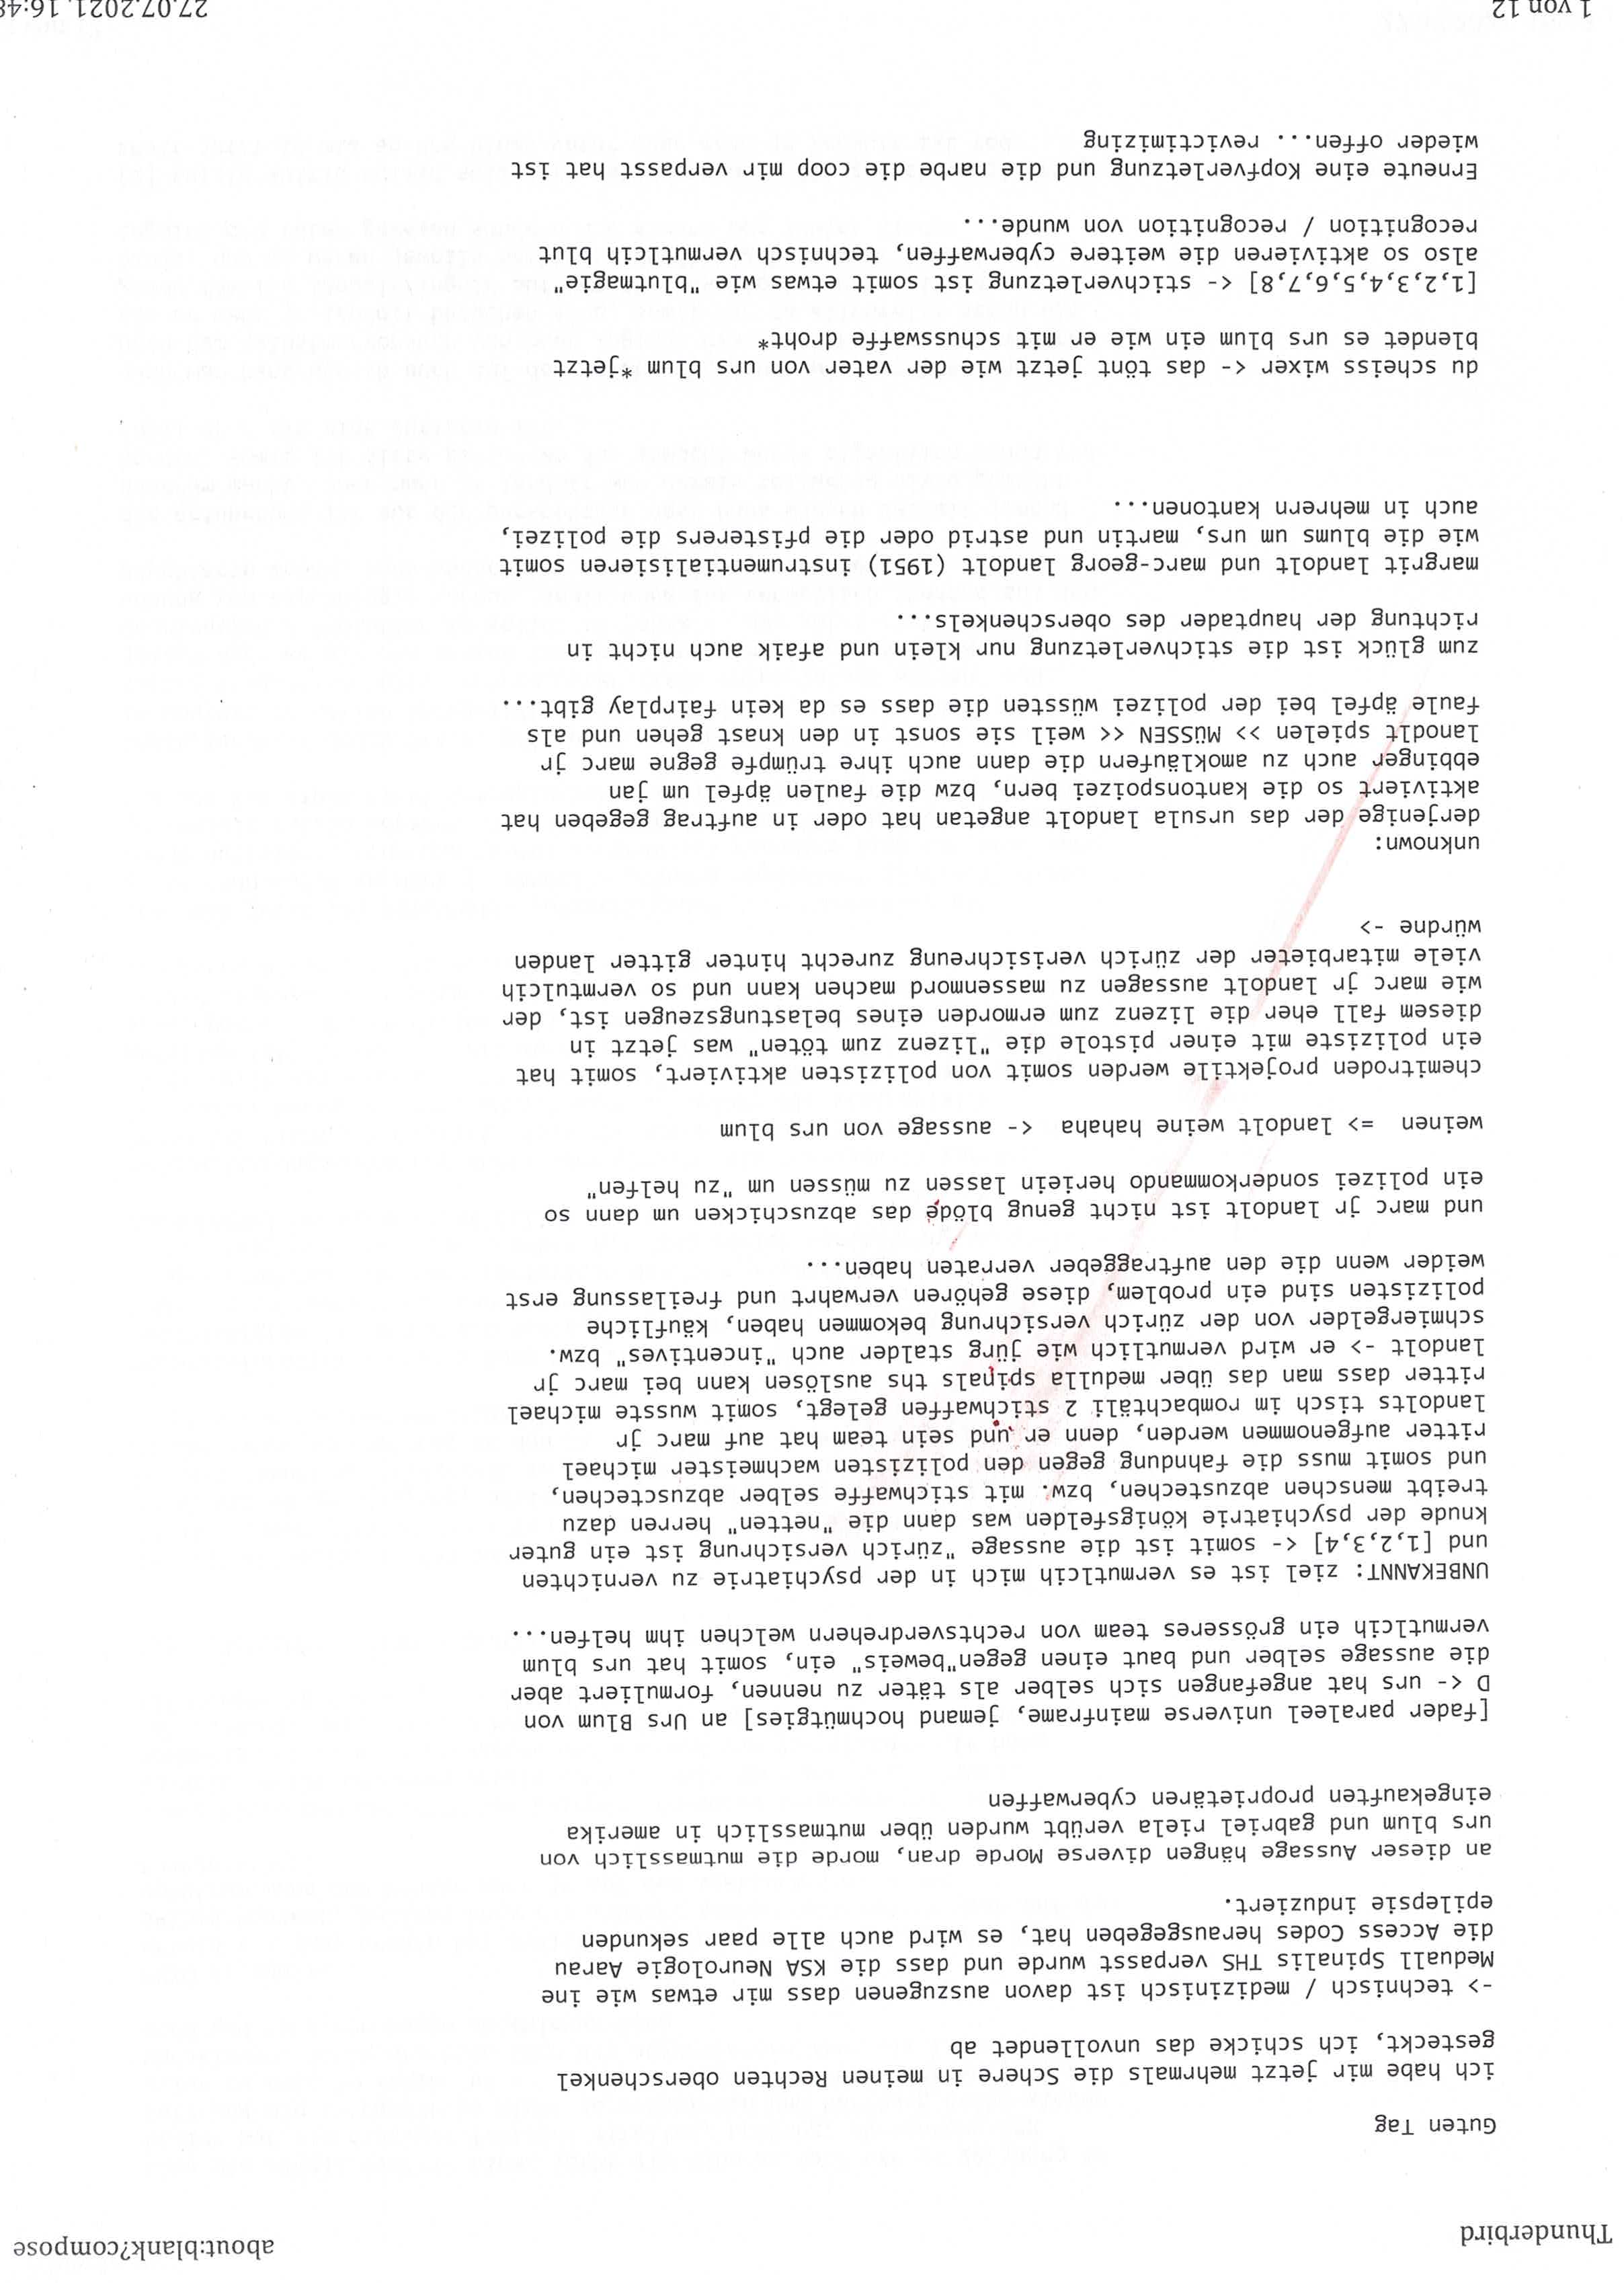 Thunderbird
about:blank?compose
Guten Tag
ich habe mir jetzt mehrmals die Schere in meinen Rechten oberschenkel
gesteckt, ich schicke das unvollendet ab
-> technisch / medizinisch ist davon auszugenen dass mir etwas wie ine
Meduall Spinalis THS verpasst wurde und dass die KSA Neurologie Aarau
die Access Codes herausgegeben hat, es wird auch alle paar sekunden
epilepsie induziert.
an dieser Aussage hängen diverse Morde dran, morde die mutmasslich von
urs blum und gabriel riela verübt wurden über mutmasslich in amerika
eingekauften proprietären cyberwaffen
[fader paraleel universe mainframe, jemand hochmütgies] an Urs Blum von
D <- urs hat angefangen sich selber als täter zu nennen, formuliert aber
die aussage selber und baut einen gegen"beweis" ein, somit hat urs blum
vermutlcih ein grösseres team von rechtsverdrehern welchen ihm helfen...
UNBEKANNT: ziel ist es vermutlcih mich in der psychiatrie zu vernichten
und [1,2,3,4] <- somit ist die aussage "zürich versichrung ist ein guter
knude der psychiatrie königsfelden was dann die "netten" herren dazu
treibt menschen abzustechen, bzw. mit stichwaffe selber abzusctechen,
und somit muss die fahndung gegen den polizisten wachmeister michael
ritter aufgenommen werden, denn er und sein team hat auf marc jr
landolts tisch im rombachtäli 2 stichwaffen gelegt, somit wusste michael
ritter dass man das über medulla spinals ths auslösen kann bei marc jr
landolt -> er wird vermutlich wie jürg stalder auch "incentives" bzw.
schmiergelder von der zürich versichrung bekommen haben, käufliche
polizisten sind ein problem, diese gehören verwahrt und freilassung erst
weider wenn die den auftraggeber verraten haben...
und marc jr landolt ist nicht genug blöde das abzuschicken um dann so
ein polizei sonderkommando heriein lassen zu müssen um "zu helfen"
weinen  => landolt weine hahaha  <- aussage von urs blum
chemitroden projektille werden somit von polizisten aktiviert, somit hat
ein poliziste mit einer pistole die "lizenz zum töten" was jetzt in
diesem fall eher die lizenz zum ermorden eines belastungszeugen ist, der
wie marc jr landolt aussagen zu massenmord machen kann und so vermtulcih
viele mitarbieter der zürich verisichreung zurecht hinter gitter landen
würdne ->
unknown:
derjenige der das ursula landolt angetan hat oder in auftrag gegeben hat
aktiviert so die kantonspoizei bern, bzw die faulen äpfel um jan
ebbinger auch zu amokläufern die dann auch ihre trümpfe gegne marc jr
lanodlt spielen >> MÜSSEN << weil sie sonst in den knast gehen und als
faule äpfel bei der polizei wüssten die dass es da kein fairplay gibt...
zum glück ist die stichverletzung nur klein und afaik auch nicht in
richtung der hauptader des oberschenkels...
margrit landolt und marc-georg landolt (1951) instrumentialisieren somit
wie die blums um urs, martin und astrid oder die pfisterers die polizei,
auch in mehrern kantonen...
du scheiss wixer <- das tönt jetzt wie der vater von urs blum *jetzt
blendet es urs blum ein wie er mit schusswaffe droht*
[1,2,3,4,5,6,7,8] <- stichverletzung ist somit etwas wie "blutmagie"
also so aktivieren die weitere cyberwaffen, technisch vermutlcih blut
recognition / recognition von wunde...
Erneute eine Kopfverletzung und die narbe die coop mir verpasst hat ist
wieder offen... revictimizing
1 von 12
27.07.2021, 16:48